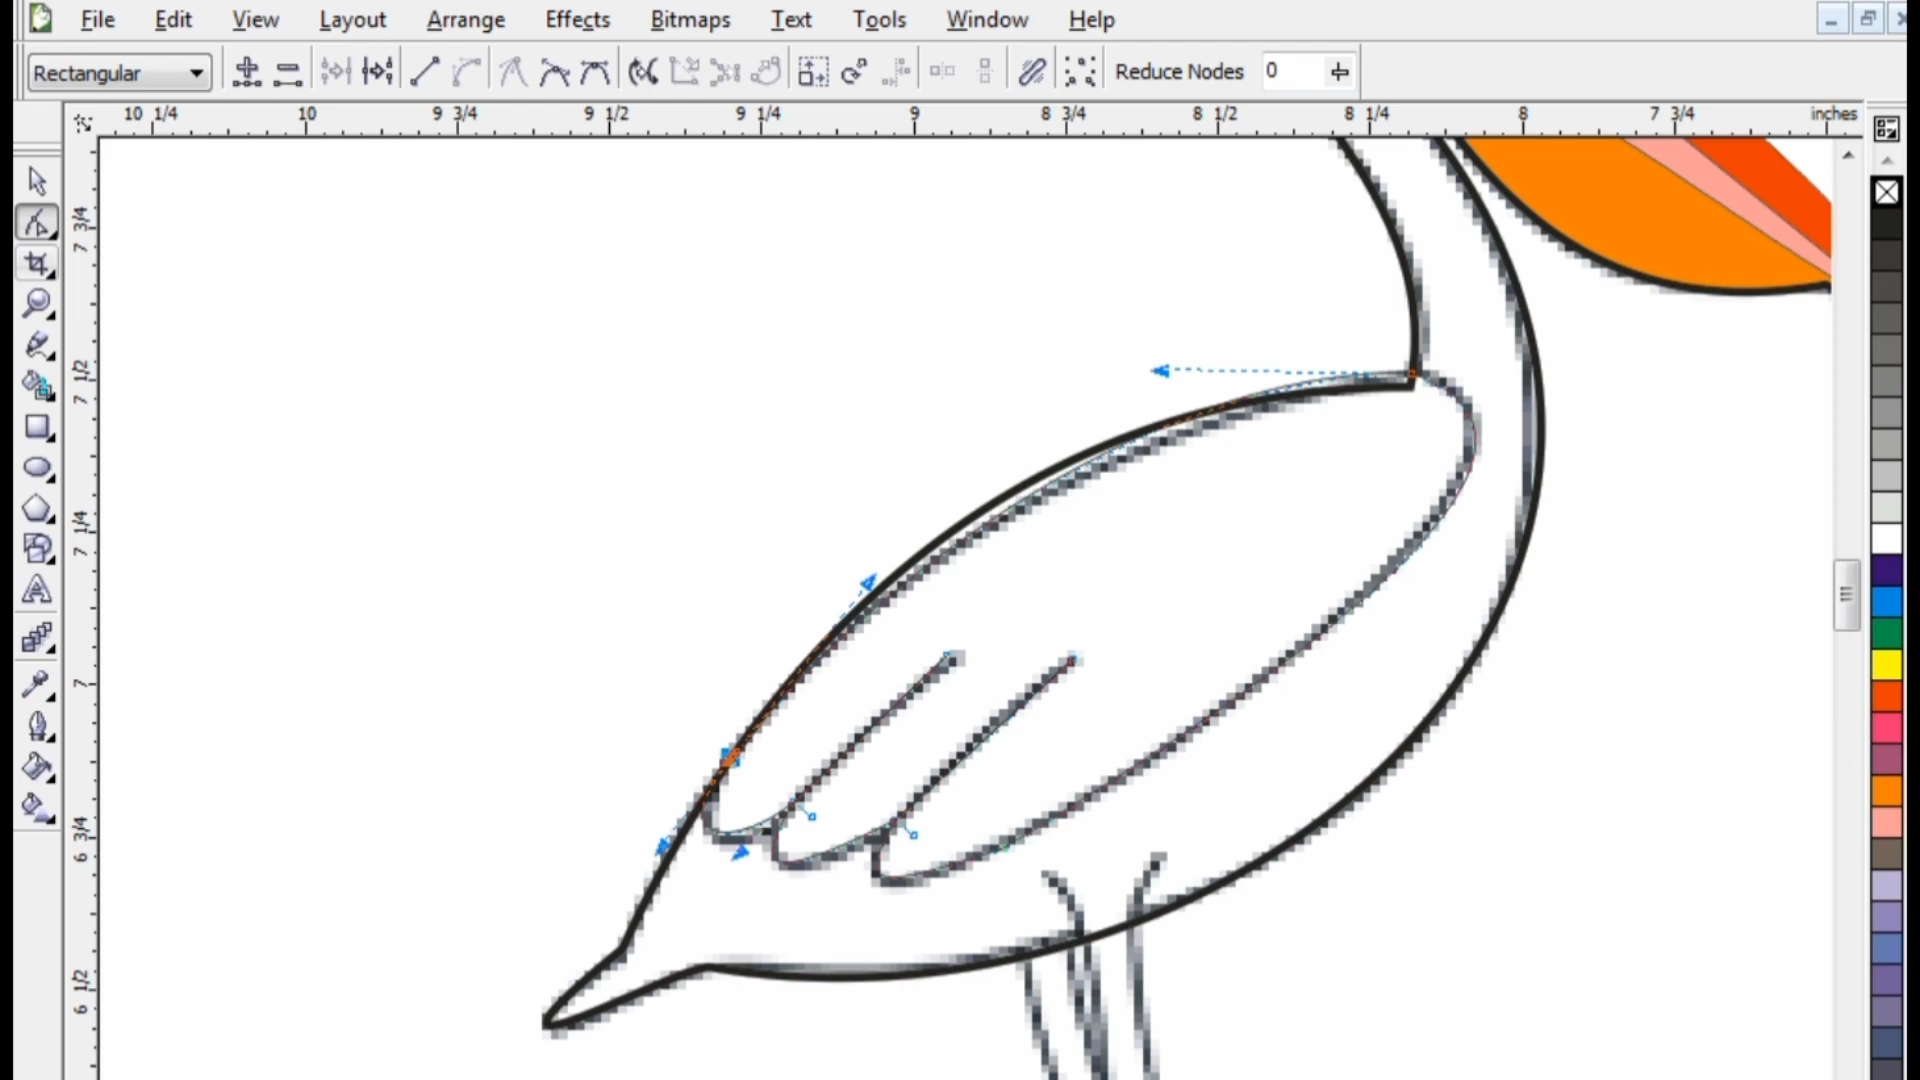 File Edit View Layout Arrange Effects Bitmaps Text Tools Window Help
Rectangular Reduce Nodes 0
10 1/4 10 9 3/4 9 1/2 9 1/4 9 8 3/4 8 1/2 8 1/4 8 7 3/4 inches
7 3/4
7 1/2
7 1/4
7
6 3/4
6 1/2